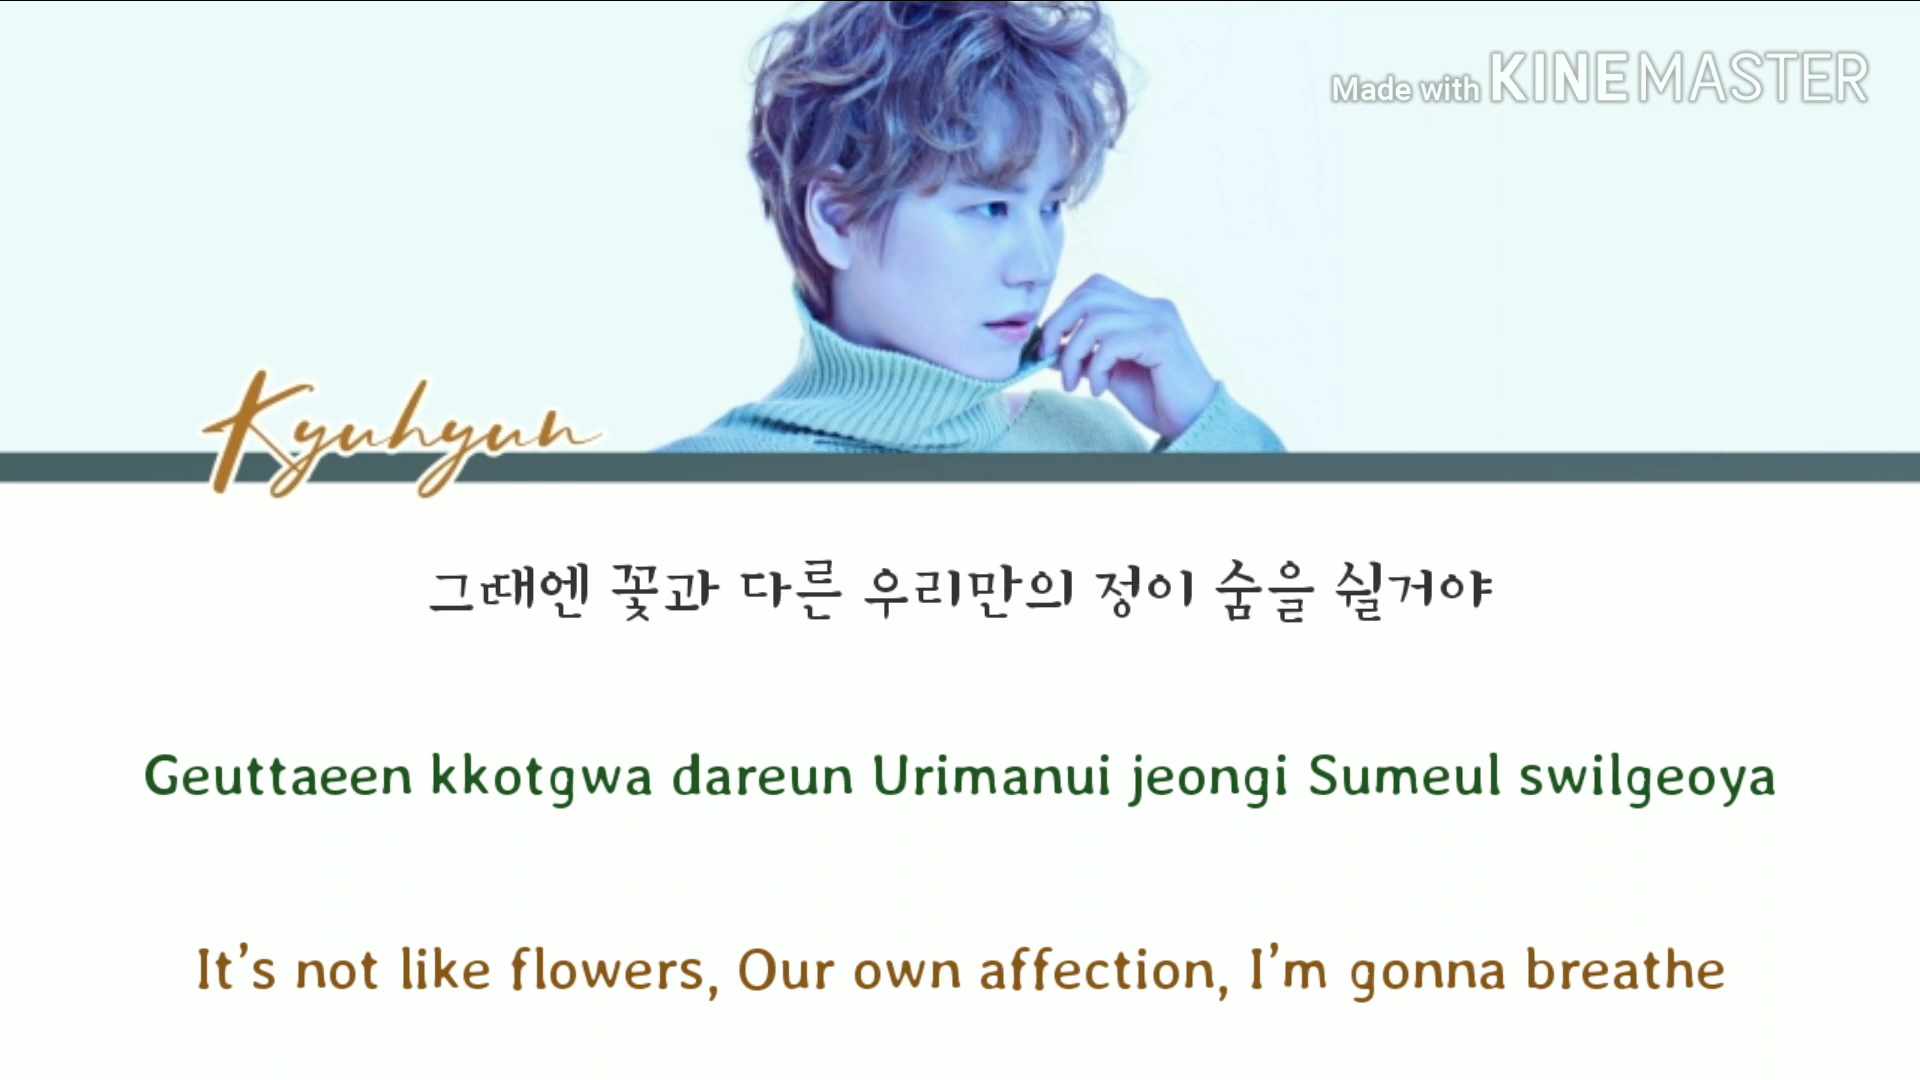 Made with KINEMASTER
Kyuhyun
그때엔 꽃과 다른 우리만의 정이 숨을 쉴거야
Geuttaeen kkotgwa dareun Urimanui jeongi Sumeul swilgeoya
It's not like flowers, Our own affection, I'm gonna breathe